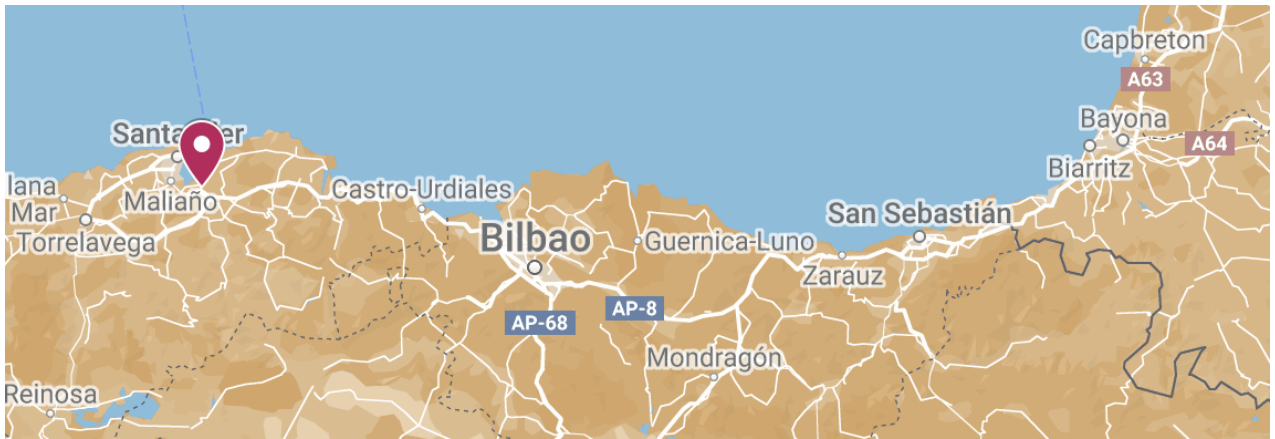 Capbreton
A63
Bayona
A64
Biarritz
Maliaño
lana
Mar
Torrelavega
Castro-Urdiales
Bilbao
Guernica-Luno
San Sebastián
Zarauz
AP-68
AP-8
Mondragón
Reinosa